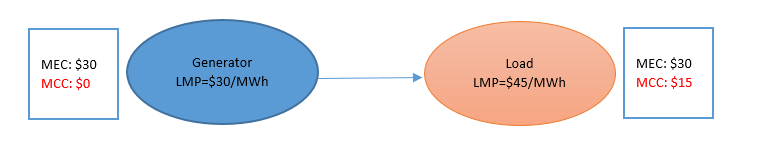 MEC: $30
MCC: $0
Generator
LMP=$30/MWh
Load
LMP=$45/MWh
MEC: $30
MCC: $15